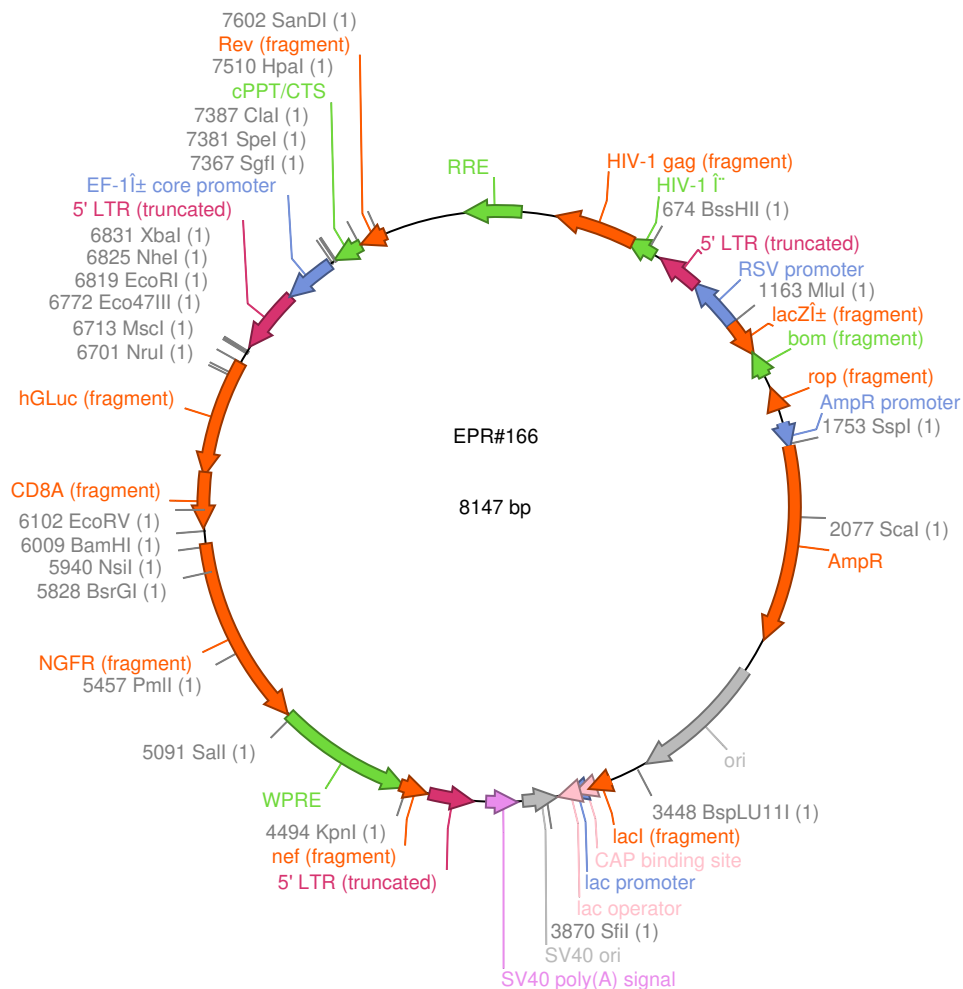 7602 SanDI (1)
Rev (fragment)
7510 HpaI (1)
cPPT/CTS
7387 ClaI (1)
7381 SpeI (1)
7367 SgfI (1)
EF-1Î± core promoter
5' LTR (truncated)
6831 XbaI (1)
6825 NheI (1)
6819 EcoRI (1)
6772 Eco47III (1)
6713 MscI (1)
6701 NruI (1)
hGLuc (fragment)
CD8A (fragment)
6102 EcoRV (1)
6009 BamHI (1)
5940 NsiI (1)
5828 BsrGI (1)
NGFR (fragment)
5457 PmlI (1)
5091 SalI (1)
WPRE
4494 KpnI (1)
nef (fragment)
5' LTR (truncated)
RRE
HIV-1 gag (fragment)
HIV-1 Î¨
674 BssHII (1)
5' LTR (truncated)
RSV promoter
1163 MluI (1)
lacZÎ± (fragment)
bom (fragment)
rop (fragment)
AmpR promoter
1753 SspI (1)
2077 ScaI (1)
AmpR
ori
3448 BspLU11I (1)
lacI (fragment)
CAP binding site
lac promoter
lac operator
3870 SfiI (1)
SV40 ori
SV40 poly(A) signal
EPR#166
8147 bp